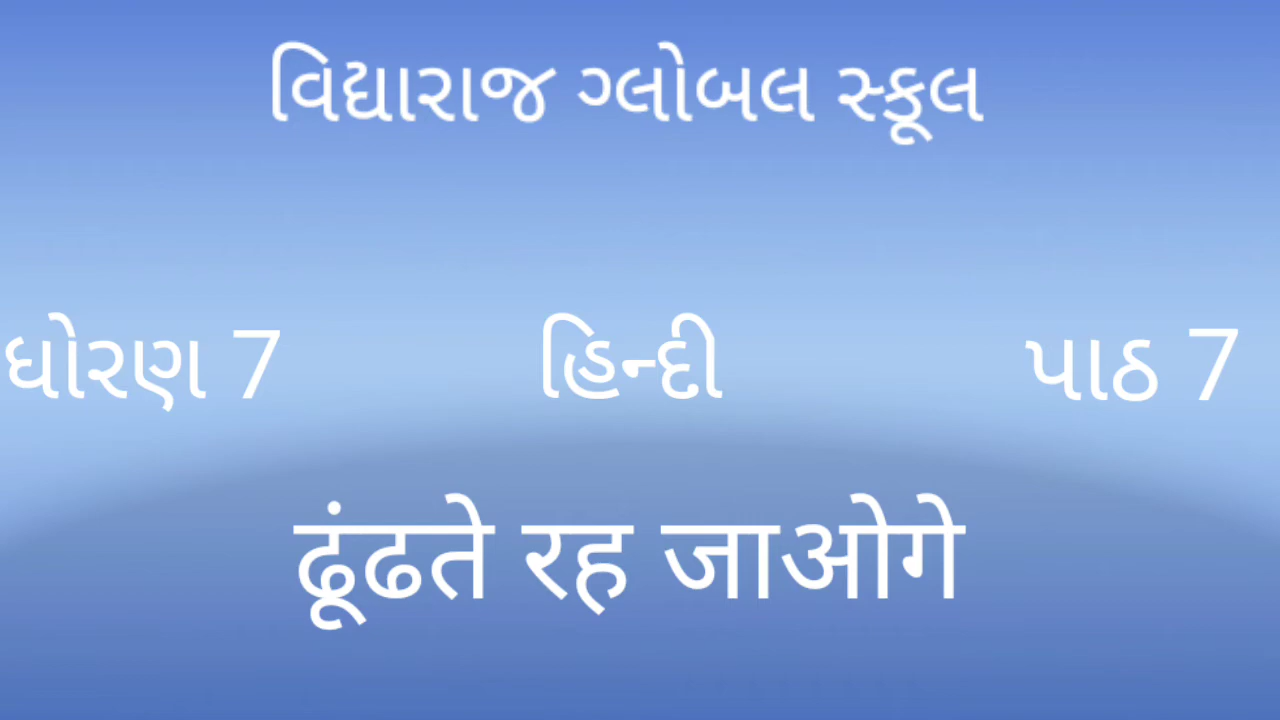 વિદ્યારાજ ગ્લોબલ સ્કૂલ
ધોરણ 7 હિન્દી પાઠ 7
ढूंढते रह जाओगे